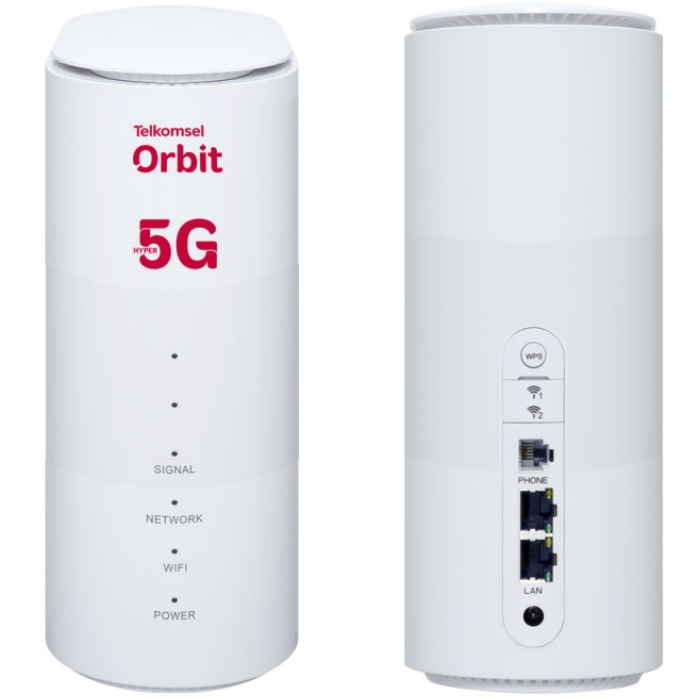 Telkomsel
Orbit
HYPER 5G
SIGNAL
NETWORK
WIFI
POWER
WPS
1
2
PHONE
LAN